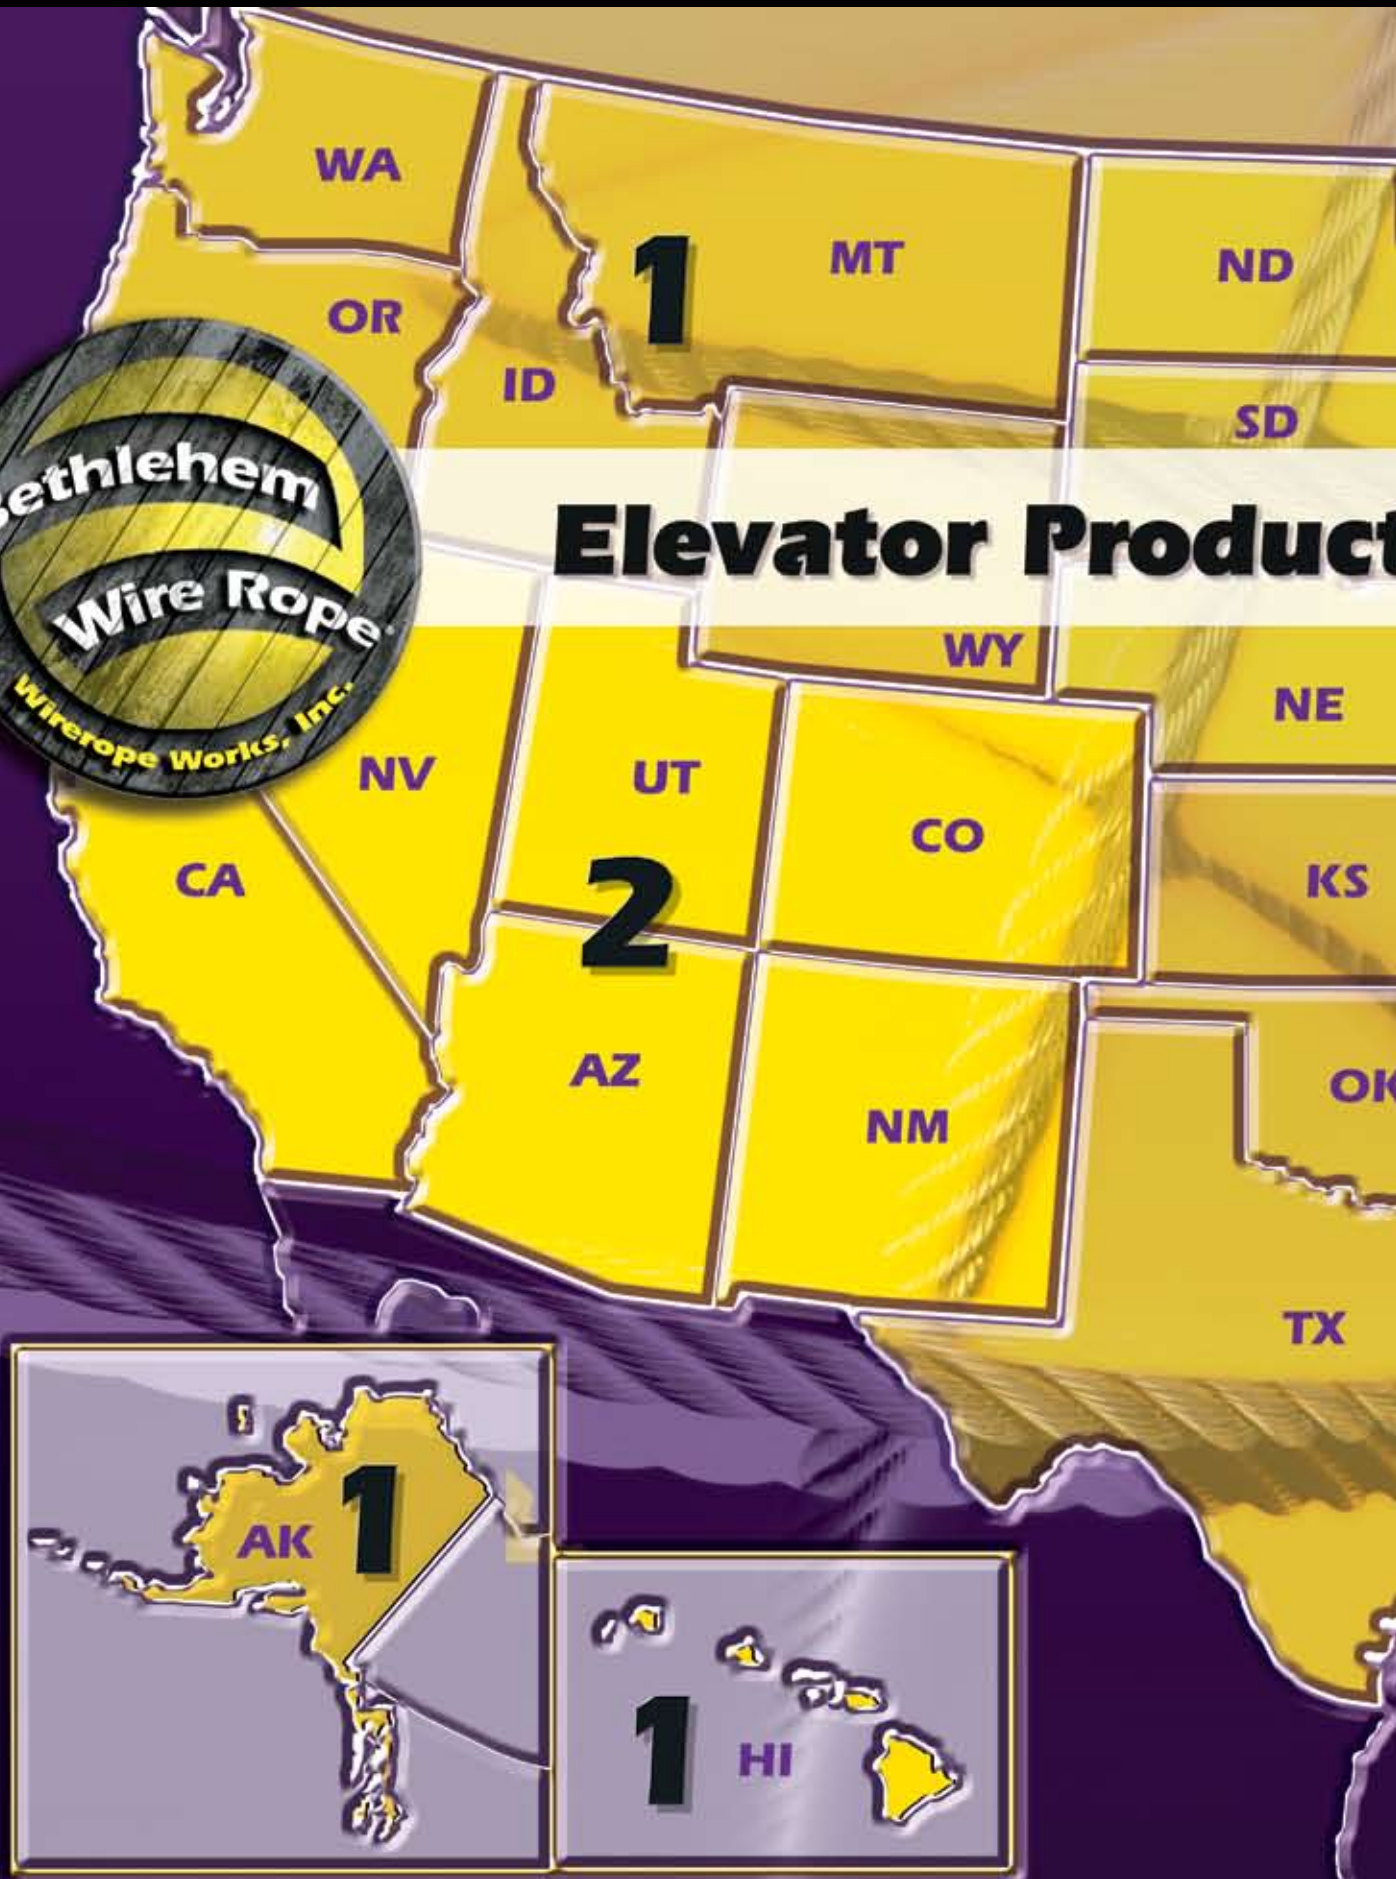 WA
MT
1
ND
OR
ID
SD
Bethlehem
Wire Rope®
Wirerope Works, Inc.
Elevator Product
WY
NE
NV
UT
CO
CA
2
KS
AZ
OK
NM
TX
AK
1
1
HI